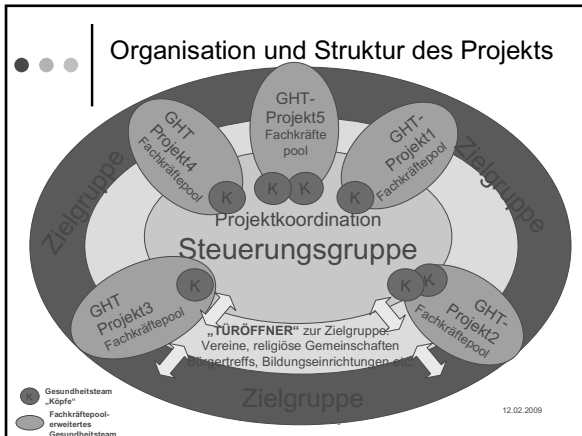 Organisation und Struktur des Projekts
GHT-
Projekt5
Fachkräfte
pool
GHT
Projekt4
Fachkräftepool
GHT-
Projekt1
Fachkräftepool
Zielgruppe
Zielgruppe
K
K
K
K
Projektkoordination
Steuerungsgruppe
GHT
Projekt3
Fachkräftepool
K
K
K
GHT-
Projekt2
Fachkräftepool
„TÜRÖFFNER“ zur Zielgruppe:
Vereine, religiöse Gemeinschaften
Bürgertreffs, Bildungseinrichtungen etc.
Zielgruppe
K
Gesundheitsteam
„Köpfe“
Fachkräftepool-
erweitertes
Gesundheitsteam
12.02.2009